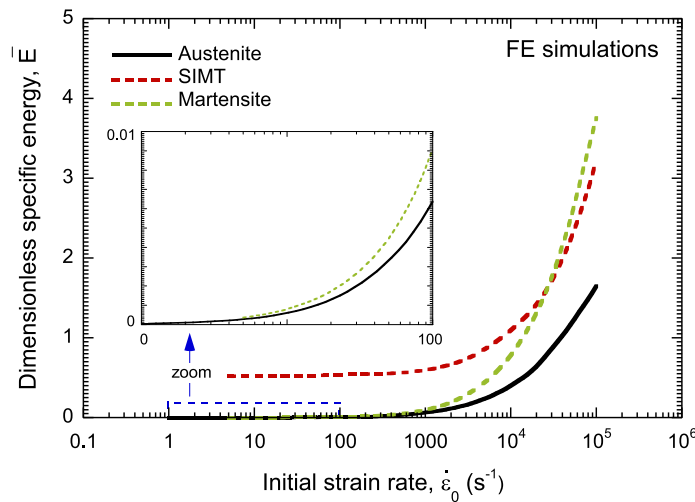 5
FE simulations
Austenite
SIMT
Martensite
4
0.01
3
2
0
0
100
1
zoom
0
0.1
1
10
100
1000
10⁴
10⁵
10⁶
Dimensionless specific energy, E̅
Initial strain rate, ε̇₀ (s⁻¹)